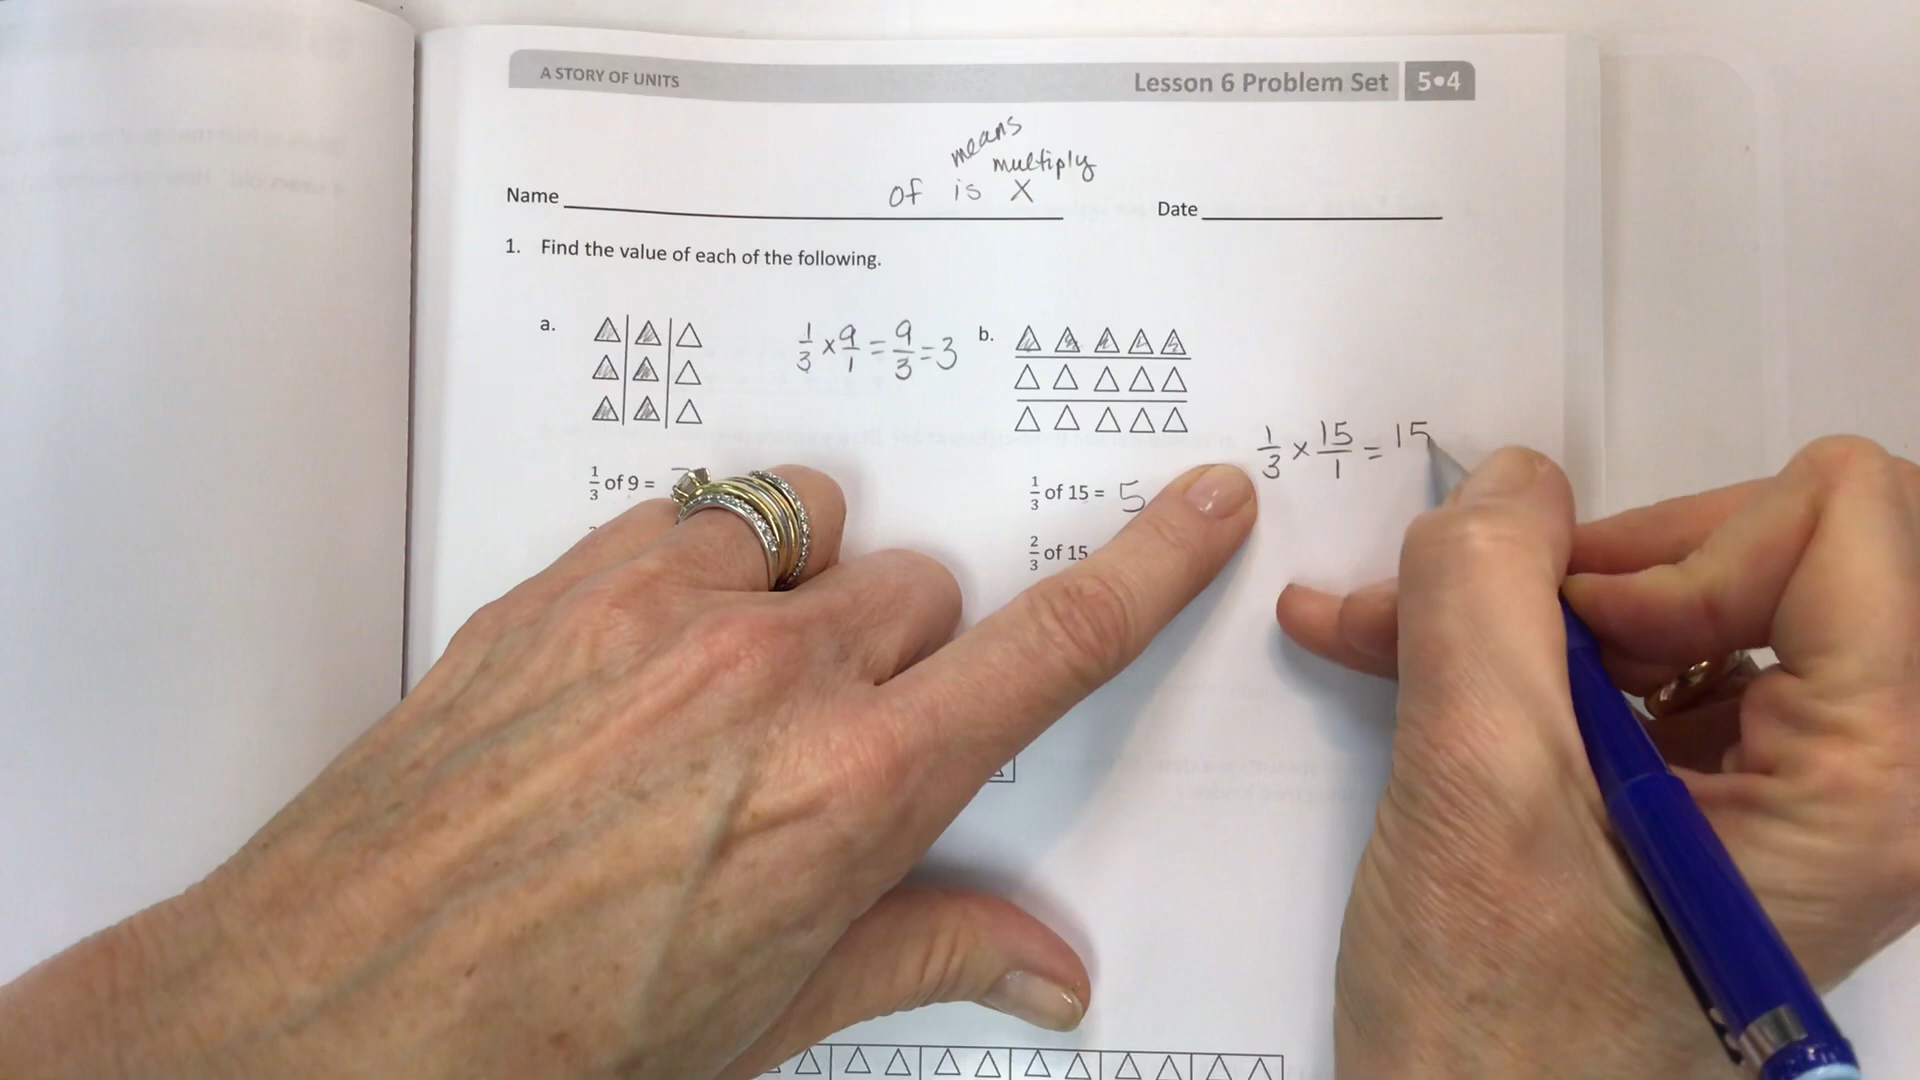 A STORY OF UNITS
Lesson 6 Problem Set 5•4
means
multiply
of is X
Name
Date
1. Find the value of each of the following.
a.
1/3 × 9/1 = 9/3 = 3
b.
1/3 × 15/1 = 15
1/3 of 9 =
1/3 of 15 = 5
2/3 of 15